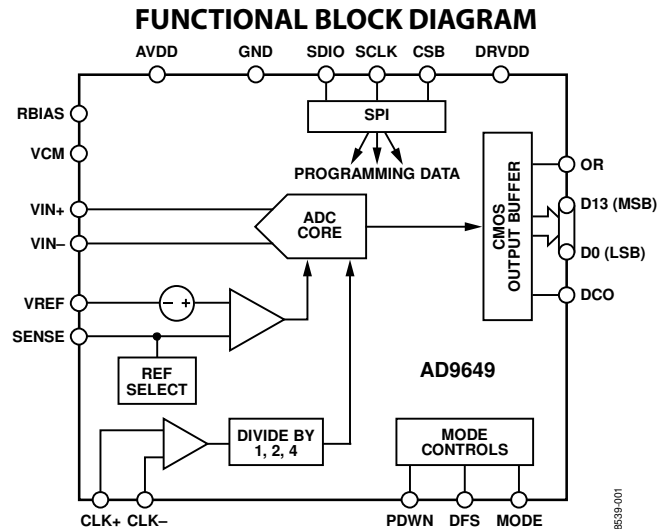 FUNCTIONAL BLOCK DIAGRAM
AVDD GND SDIO SCLK CSB DRVDD
RBIAS
SPI
VCM
PROGRAMMING DATA
OR
VIN+
ADC
CORE
CMOS
OUTPUT BUFFER
D13 (MSB)
VIN–
D0 (LSB)
VREF
– +
DCO
SENSE
REF
SELECT
AD9649
DIVIDE BY
1, 2, 4
MODE
CONTROLS
CLK+ CLK– PDWN DFS MODE
8539-001